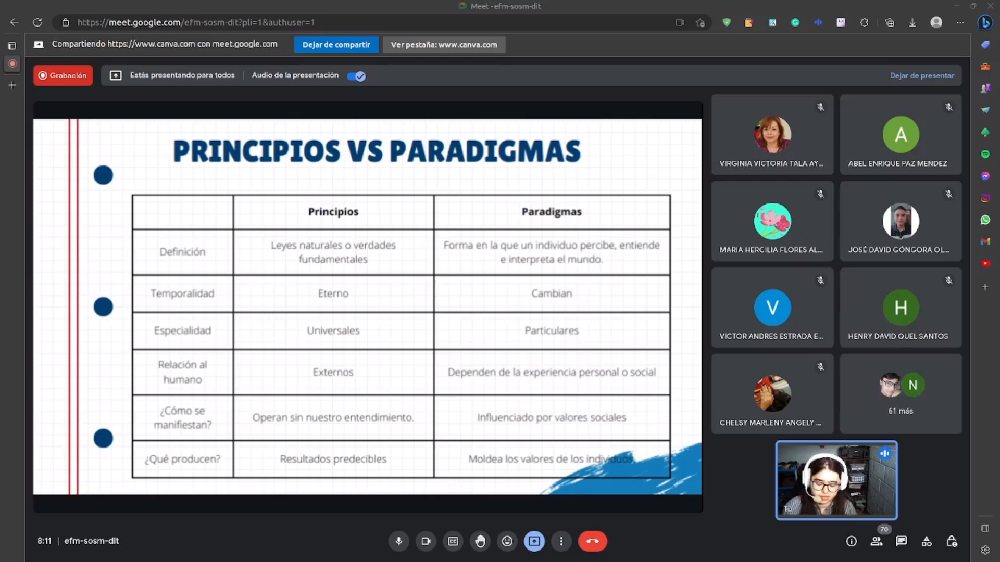 Meet - efm-sosm-dit
https://meet.google.com/efm-sosm-dit?pli=1&authuser=1
Compartiendo https://www.canva.com con meet.google.com
Dejar de compartir
Ver pestaña: www.canva.com
Grabación
Estás presentando para todos
Audio de la presentación
Dejar de presentar
PRINCIPIOS VS PARADIGMAS
Principios
Paradigmas
Definición
Leyes naturales o verdades
fundamentales
Forma en la que un individuo percibe, entiende
e interpreta el mundo.
Temporalidad
Eterno
Cambian
Especialidad
Universales
Particulares
Relación al
humano
Externos
Dependen de la experiencia personal o social
¿Cómo se
manifiestan?
Operan sin nuestro entendimiento.
Influenciado por valores sociales
¿Qué producen?
Resultados predecibles
Moldea los valores de los individuos.
VIRGINIA VICTORIA TALA AY...
A
ABEL ENRIQUE PAZ MENDEZ
MARIA HERCILIA FLORES AL...
JOSÉ DAVID GÓNGORA OL...
V
VICTOR ANDRES ESTRADA E...
H
HENRY DAVID QUEL SANTOS
CHELSY MARLENY ANGELY ...
N
61 más
Tú
8:11 | efm-sosm-dit
CC
70